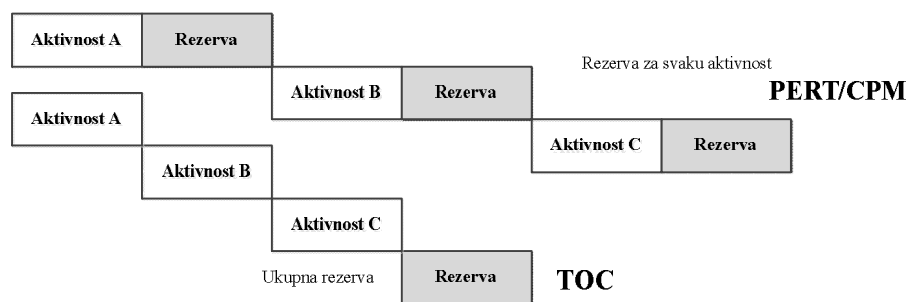 Aktivnost A Rezerva
Rezerva za svaku aktivnost
Aktivnost B Rezerva
PERT/CPM
Aktivnost A
Aktivnost C Rezerva
Aktivnost B
Aktivnost C
Ukupna rezerva Rezerva TOC